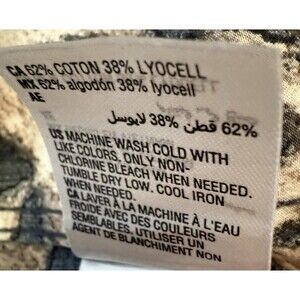 CA 62% COTON 38% LYOCELL
MX 62% algodón 38% lyocell
AE
62% قطن 38% لايوسل
US MACHINE WASH COLD WITH
LIKE COLORS. ONLY NON-
CHLORINE BLEACH WHEN NEEDED.
TUMBLE DRY LOW. COOL IRON
WHEN NEEDED.
CA LAVER À LA MACHINE À L'EAU
FROIDE AVEC DES COULEURS
SEMBLABLES. UTILISER UN
AGENT DE BLANCHIMENT NON